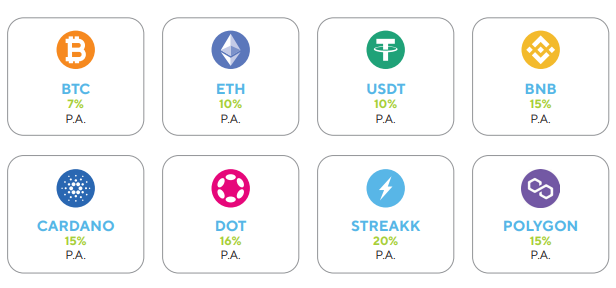 BTC
7%
P.A.
ETH
10%
P.A.
USDT
10%
P.A.
BNB
15%
P.A.
CARDANO
15%
P.A.
DOT
16%
P.A.
STREAKK
20%
P.A.
POLYGON
15%
P.A.